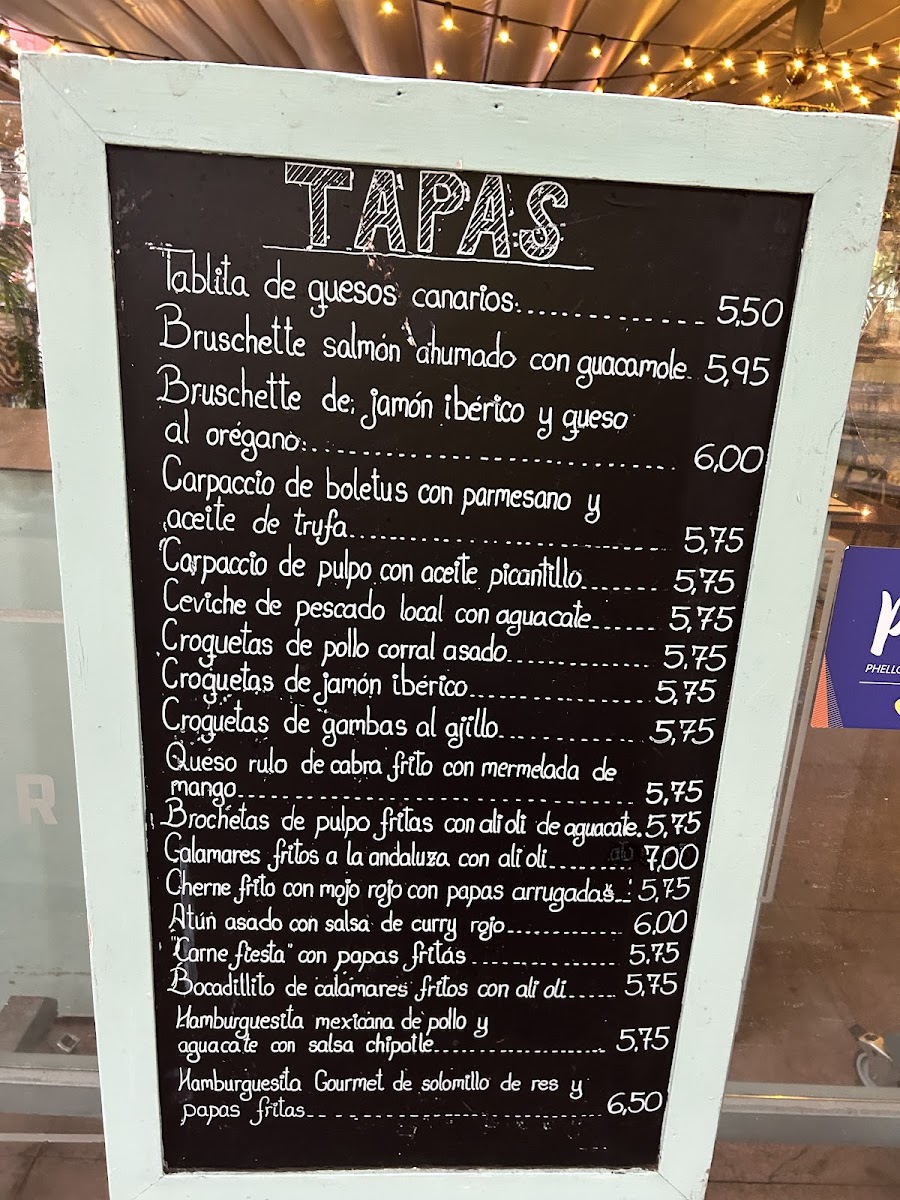 TAPAS
Tablita de quesos canarios................ 5,50
Bruschette salmón ahumado con guacamole.. 5,95
Bruschette de jamón ibérico y queso
al orégano............................ 6,00
Carpaccio de boletus con parmesano y
aceite de trufa............................ 5,75
Carpaccio de pulpo con aceite picantillo....... 5,75
Ceviche de pescado local con aguacate....... 5,75
Croquetas de pollo corral asado............. 5,75
Croquetas de jamón ibérico................ 5,75
Croquetas de gambas al ajillo............. 5,75
Queso rulo de cabra frito con mermelada de
mango.................................... 5,75
Brochetas de pulpo fritas con ali oli de aguacate. 5,75
Calamares fritos a la andaluza con ali oli....... 7,00
Cherne frito con mojo rojo con papas arrugadas... 5,75
Atún asado con salsa de curry rojo........... 6,00
"Carne fiesta" con papas fritas.............. 5,75
Bocadillito de calamares fritos con ali oli...... 5,75
Hamburguesita mexicana de pollo y
aguacate con salsa chipotle................. 5,75
Hamburguesita Gourmet de solomillo de res y
papas fritas............................... 6,50
R